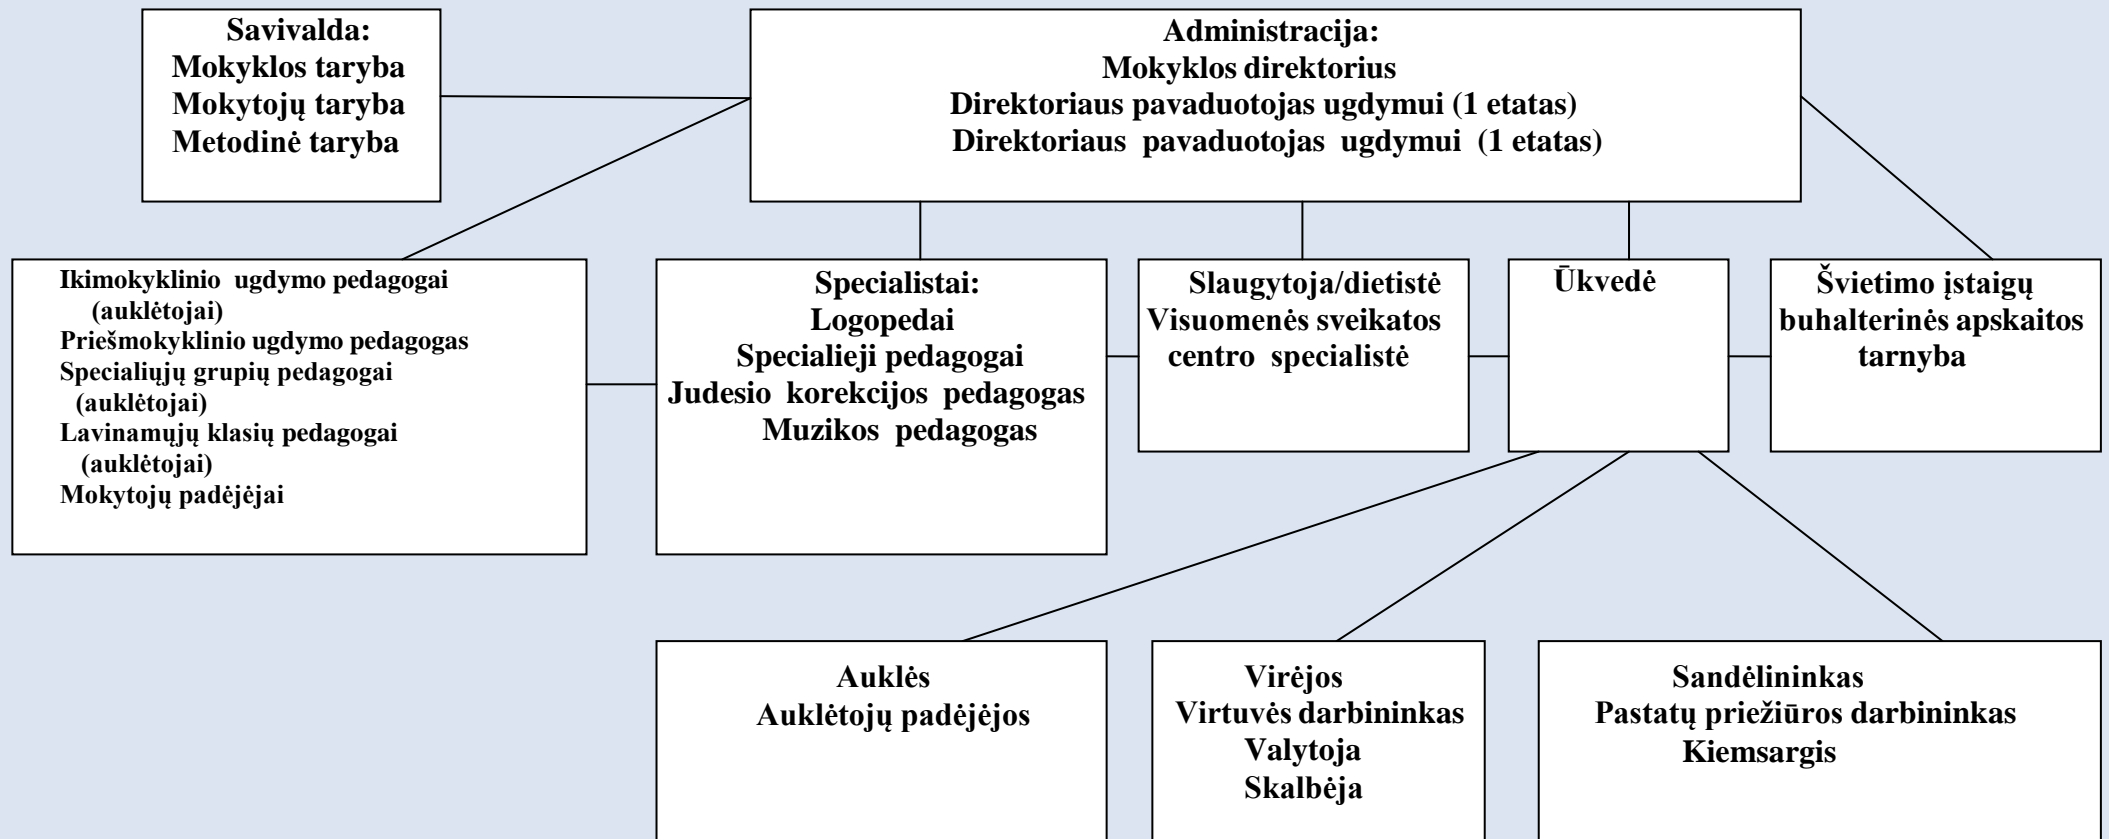 Savivalda:
Mokyklos taryba
Mokytojų taryba
Metodinė taryba
Administracija:
Mokyklos direktorius
Direktoriaus pavaduotojas ugdymui (1 etatas)
Direktoriaus pavaduotojas ugdymui (1 etatas)
Ikimokyklinio ugdymo pedagogai
(auklėtojai)
Priešmokyklinio ugdymo pedagogas
Specialiųjų grupių pedagogai
(auklėtojai)
Lavinamųjų klasių pedagogai
(auklėtojai)
Mokytojų padėjėjai
Specialistai:
Logopedai
Specialieji pedagogai
Judesio korekcijos pedagogas
Muzikos pedagogas
Slaugytoja/dietistė
Visuomenės sveikatos
centro specialistė
Ūkvedė
Švietimo įstaigų
buhalterinės apskaitos
tarnyba
Auklės
Auklėtojų padėjėjos
Virėjos
Virtuvės darbininkas
Valytoja
Skalbėja
Sandėlininkas
Pastatų priežiūros darbininkas
Kiemsargis